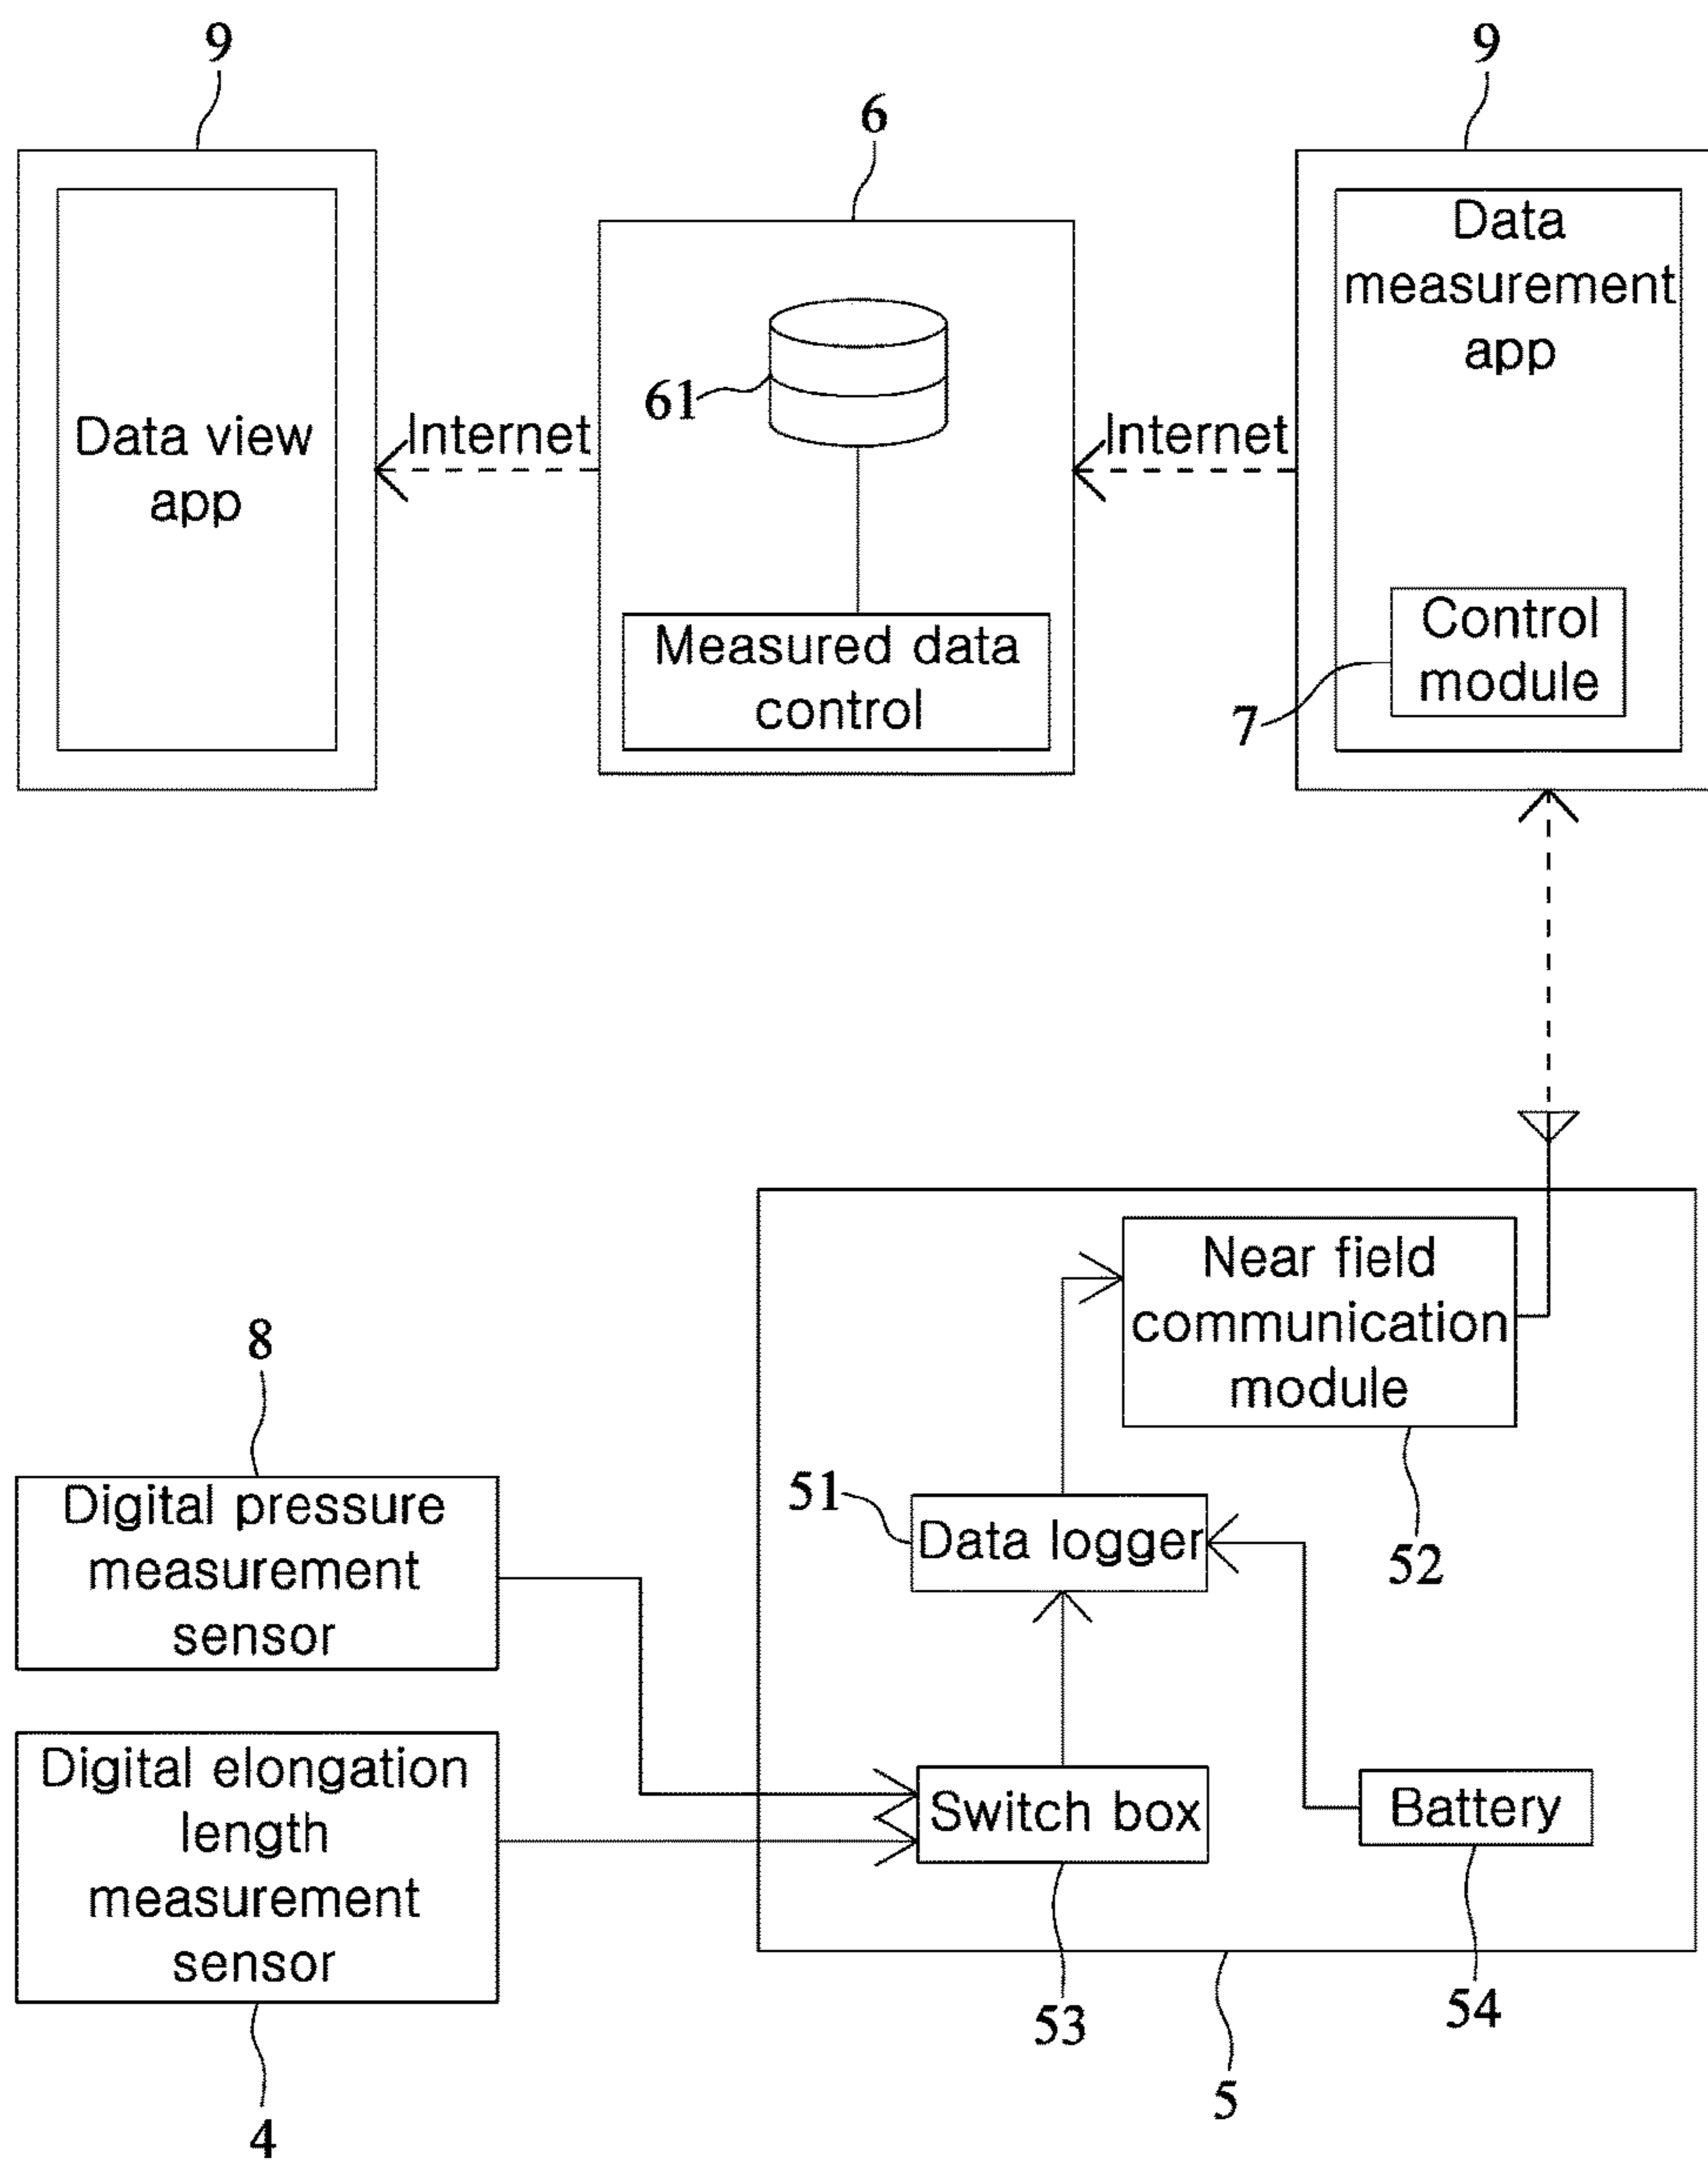 9
6
9
Data
measurement
app
61
Data view
app
Internet
Internet
Measured data
control
Control
module
7
Near field
communication
module
8
Digital pressure
measurement
sensor
51
Data logger
52
Digital elongation
length
measurement
sensor
Switch box
Battery
53
54
5
4